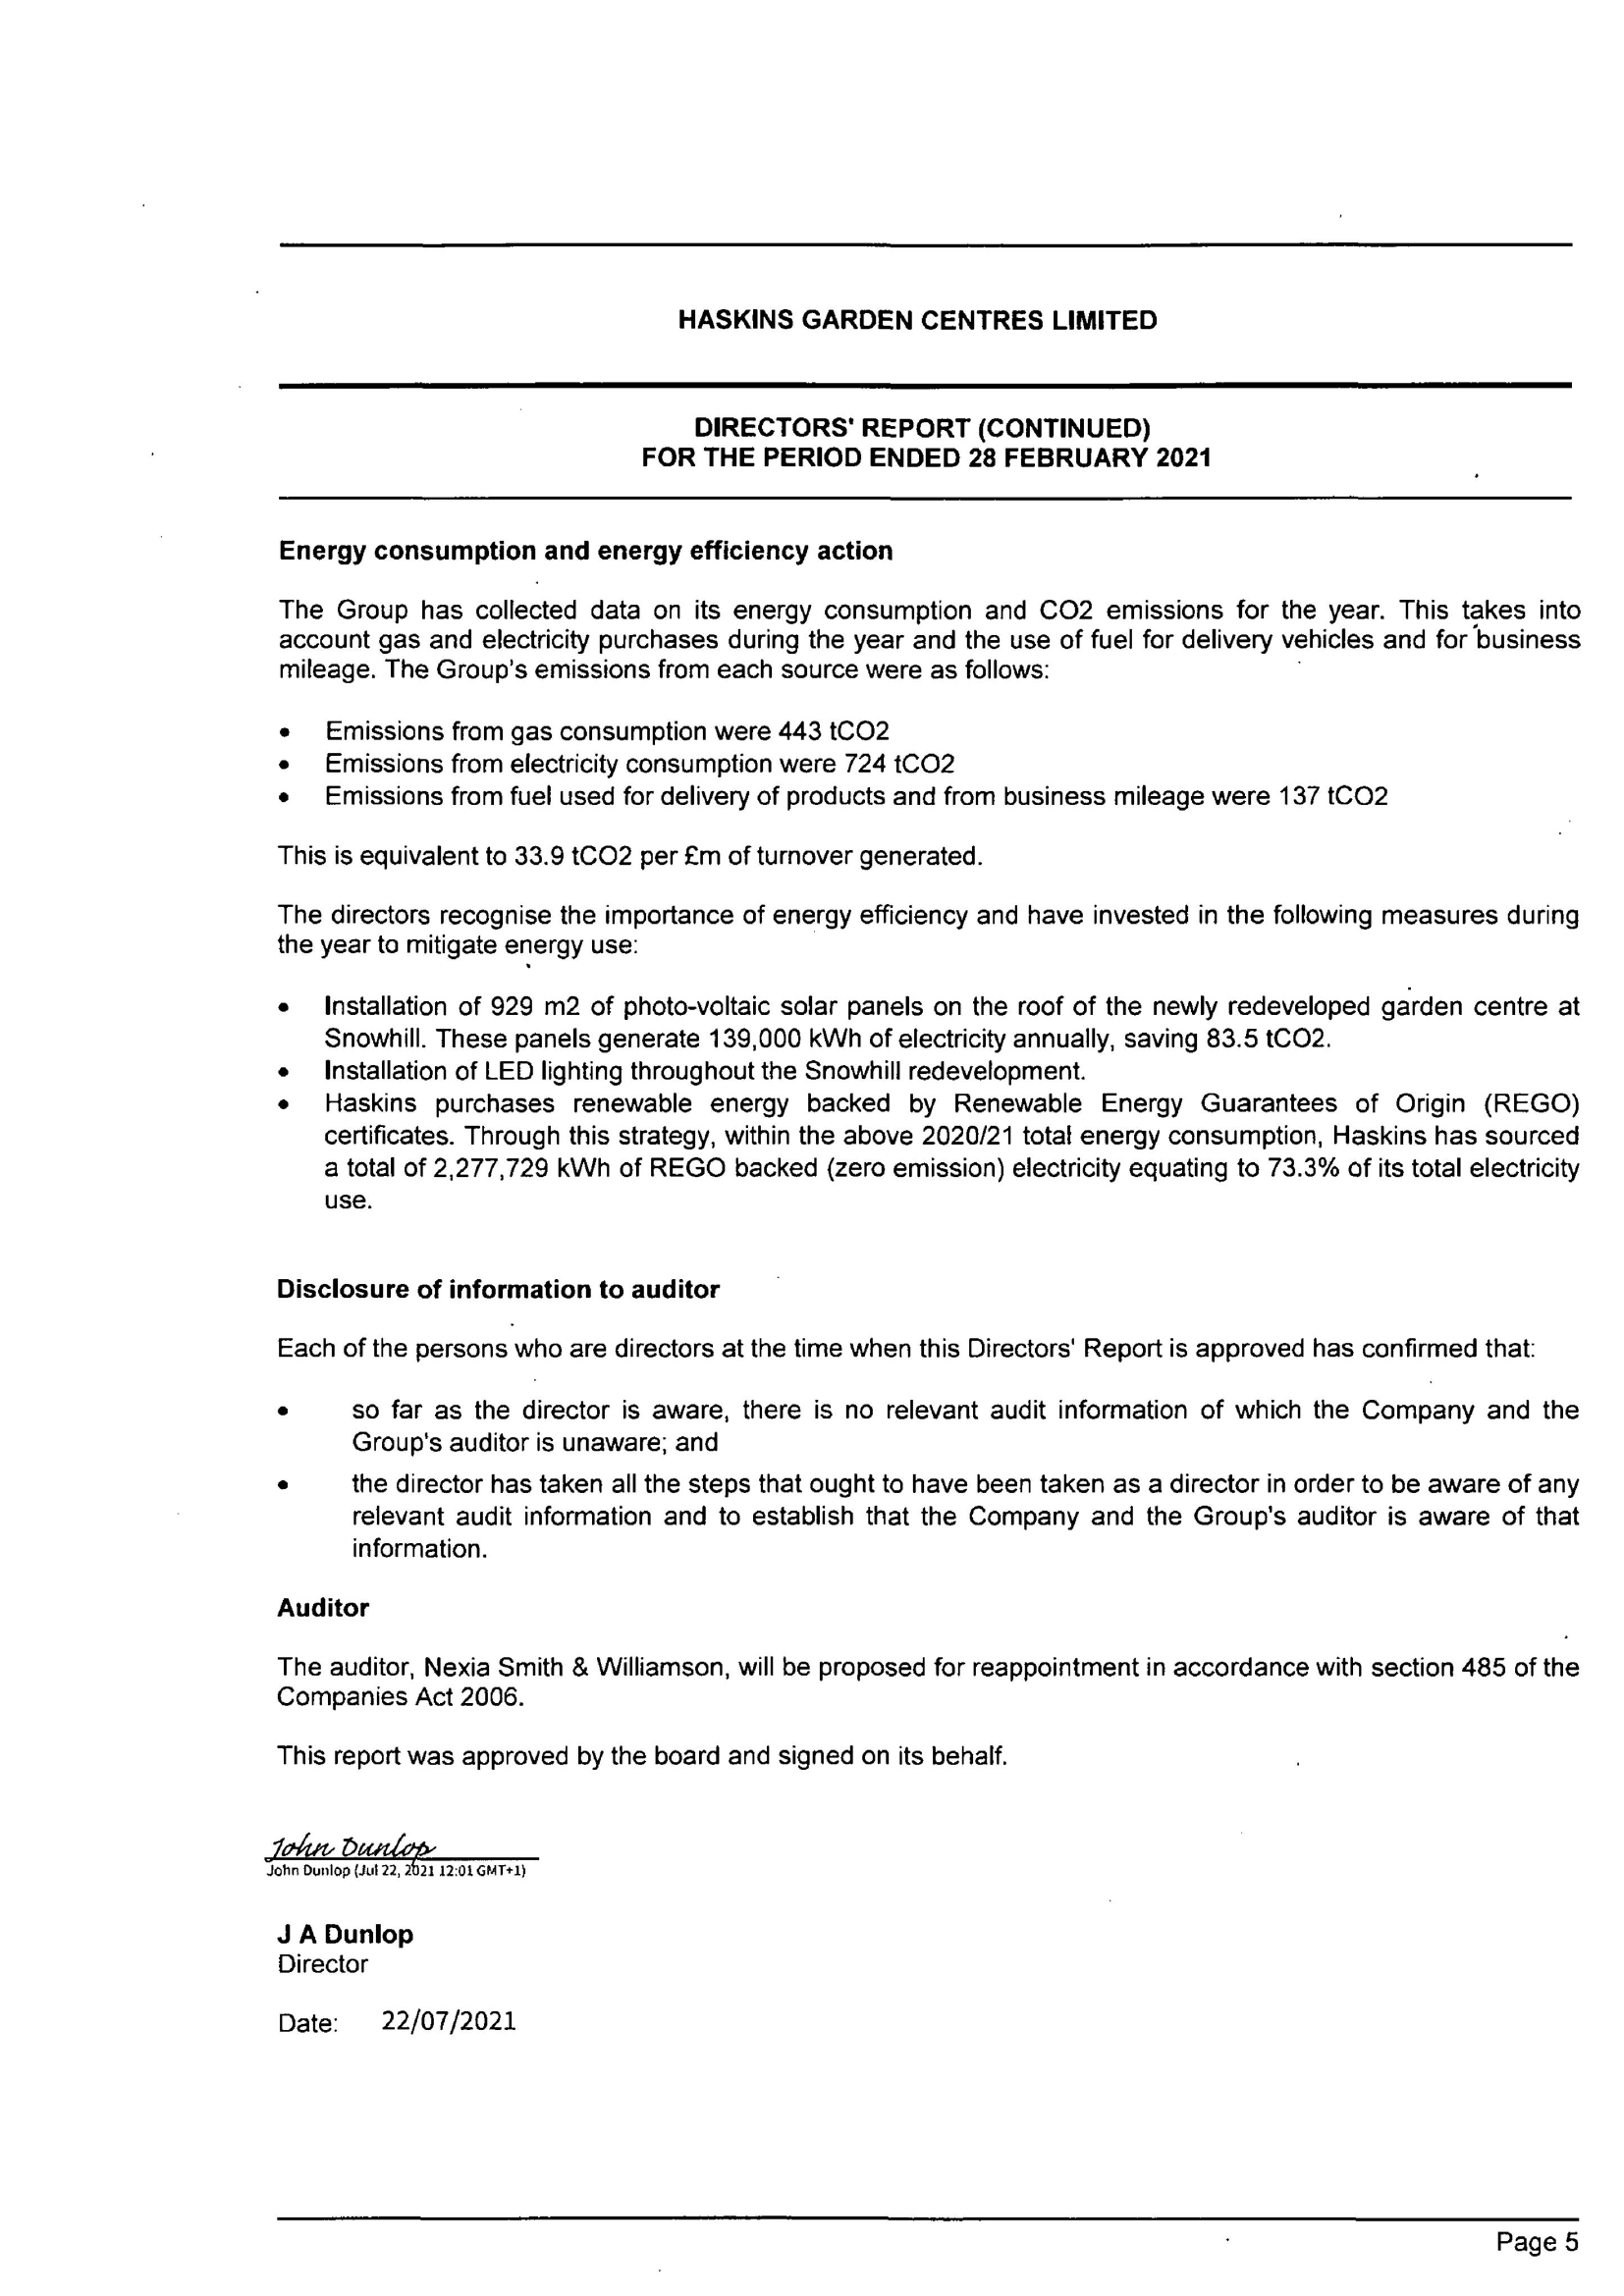 HASKINS GARDEN CENTRES LIMITED
DIRECTORS' REPORT (CONTINUED)
FOR THE PERIOD ENDED 28 FEBRUARY 2021
Energy consumption and energy efficiency action
The Group has collected data on its energy consumption and CO2 emissions for the year. This takes into
account gas and electricity purchases during the year and the use of fuel for delivery vehicles and for business
mileage. The Group's emissions from each source were as follows:
• Emissions from gas consumption were 443 tCO2
• Emissions from electricity consumption were 724 tCO2
• Emissions from fuel used for delivery of products and from business mileage were 137 tCO2
This is equivalent to 33.9 tCO2 per £m of turnover generated.
The directors recognise the importance of energy efficiency and have invested in the following measures during
the year to mitigate energy use:
• Installation of 929 m2 of photo-voltaic solar panels on the roof of the newly redeveloped garden centre at
Snowhill. These panels generate 139,000 kWh of electricity annually, saving 83.5 tCO2.
• Installation of LED lighting throughout the Snowhill redevelopment.
• Haskins purchases renewable energy backed by Renewable Energy Guarantees of Origin (REGO)
certificates. Through this strategy, within the above 2020/21 total energy consumption, Haskins has sourced
a total of 2,277,729 kWh of REGO backed (zero emission) electricity equating to 73.3% of its total electricity
use.
Disclosure of information to auditor
Each of the persons who are directors at the time when this Directors' Report is approved has confirmed that:
• so far as the director is aware, there is no relevant audit information of which the Company and the
Group's auditor is unaware; and
• the director has taken all the steps that ought to have been taken as a director in order to be aware of any
relevant audit information and to establish that the Company and the Group's auditor is aware of that
information.
Auditor
The auditor, Nexia Smith & Williamson, will be proposed for reappointment in accordance with section 485 of the
Companies Act 2006.
This report was approved by the board and signed on its behalf.
John Dunlop
John Dunlop (Jul 22, 2021 12:01 GMT+1)
J A Dunlop
Director
Date: 22/07/2021
Page 5